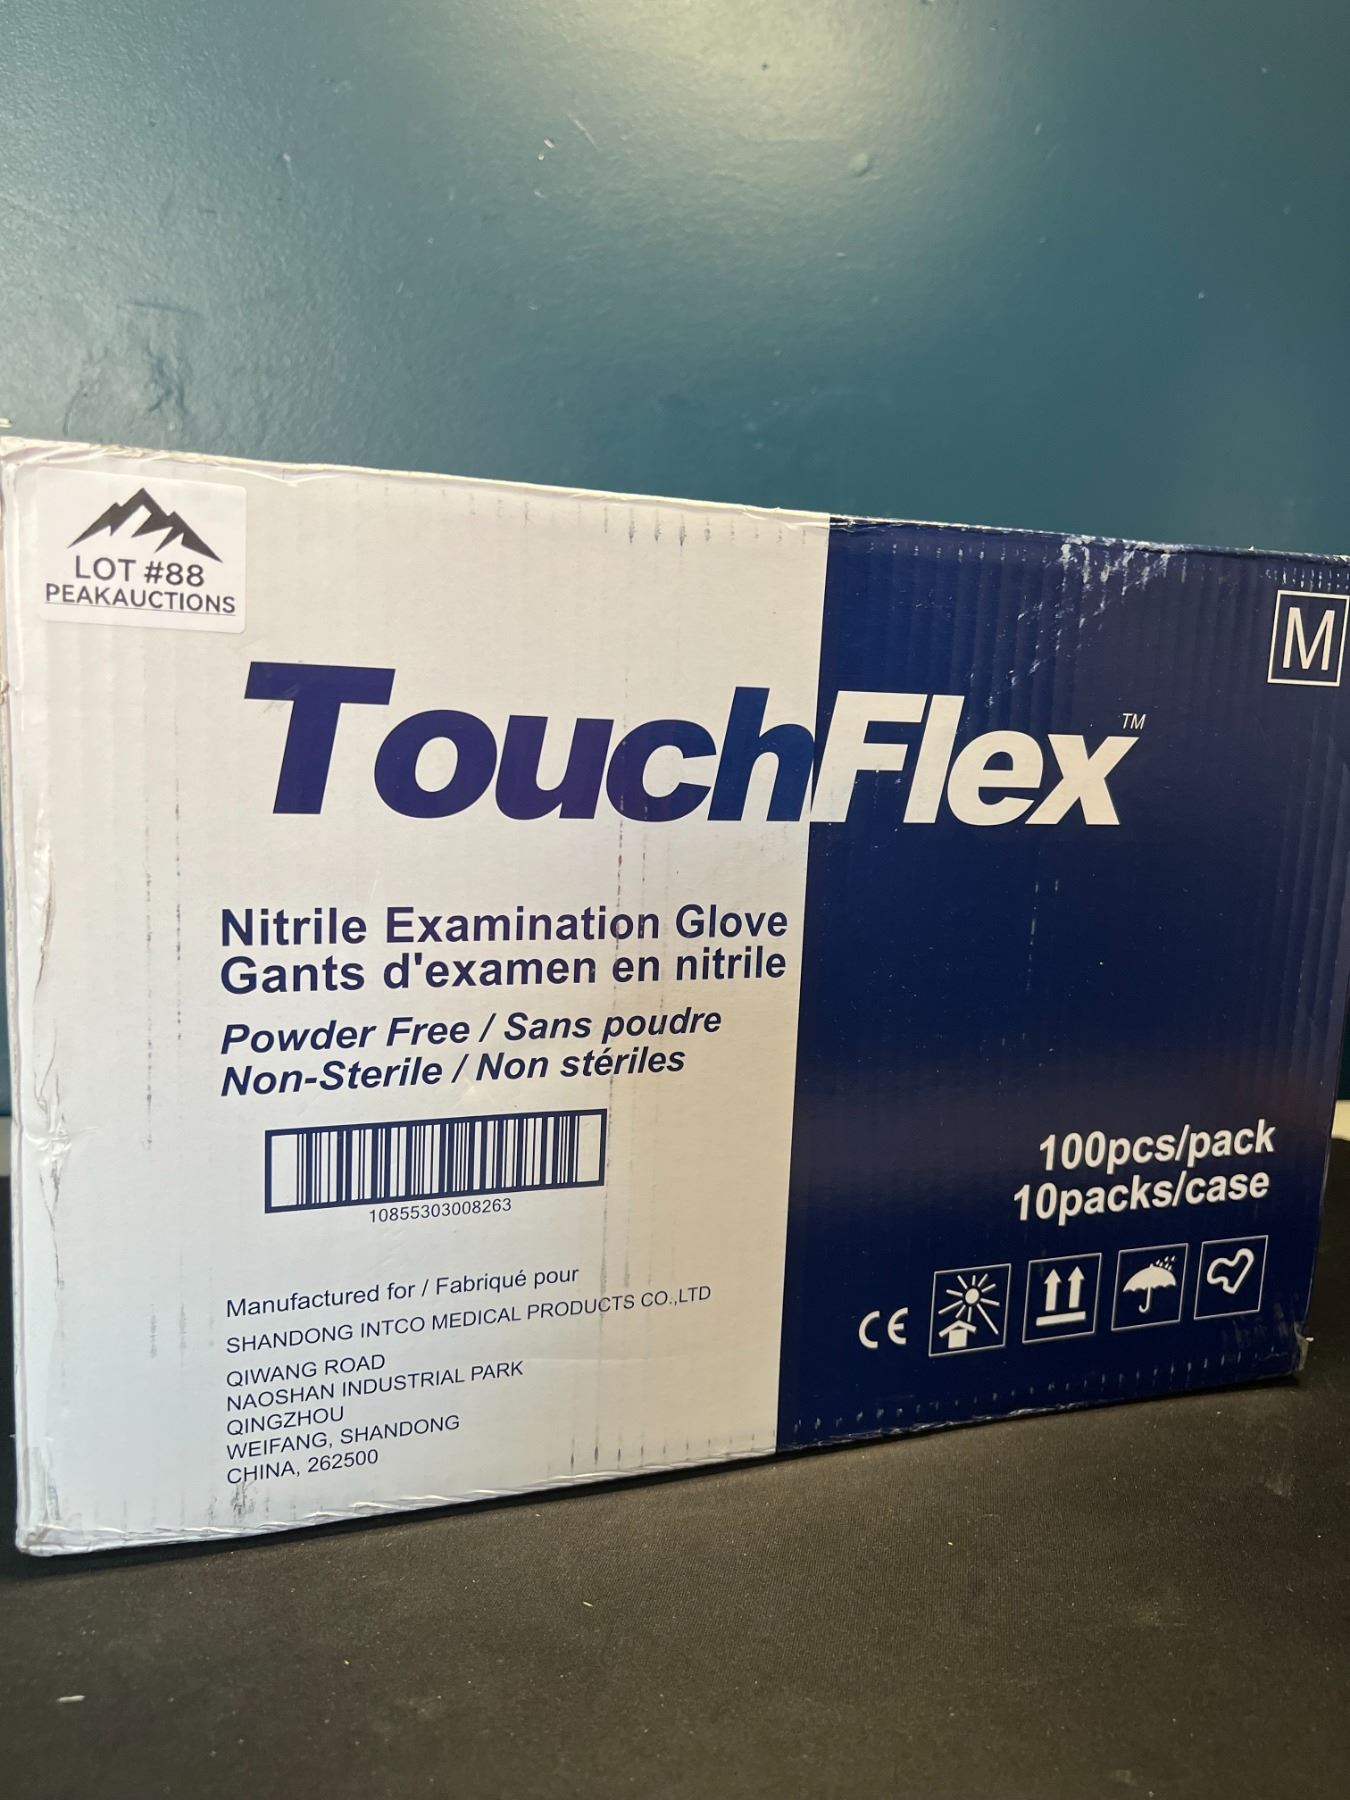 LOT #88
PEAKAUCTIONS
M
TouchFlex™
Nitrile Examination Glove
Gants d'examen en nitrile
Powder Free / Sans poudre
Non-Sterile / Non stériles
10855303008263
100pcs/pack
10packs/case
Manufactured for / Fabriqué pour
SHANDONG INTCO MEDICAL PRODUCTS CO.,LTD
QIWANG ROAD
NAOSHAN INDUSTRIAL PARK
QINGZHOU
WEIFANG, SHANDONG
CHINA, 262500
CE